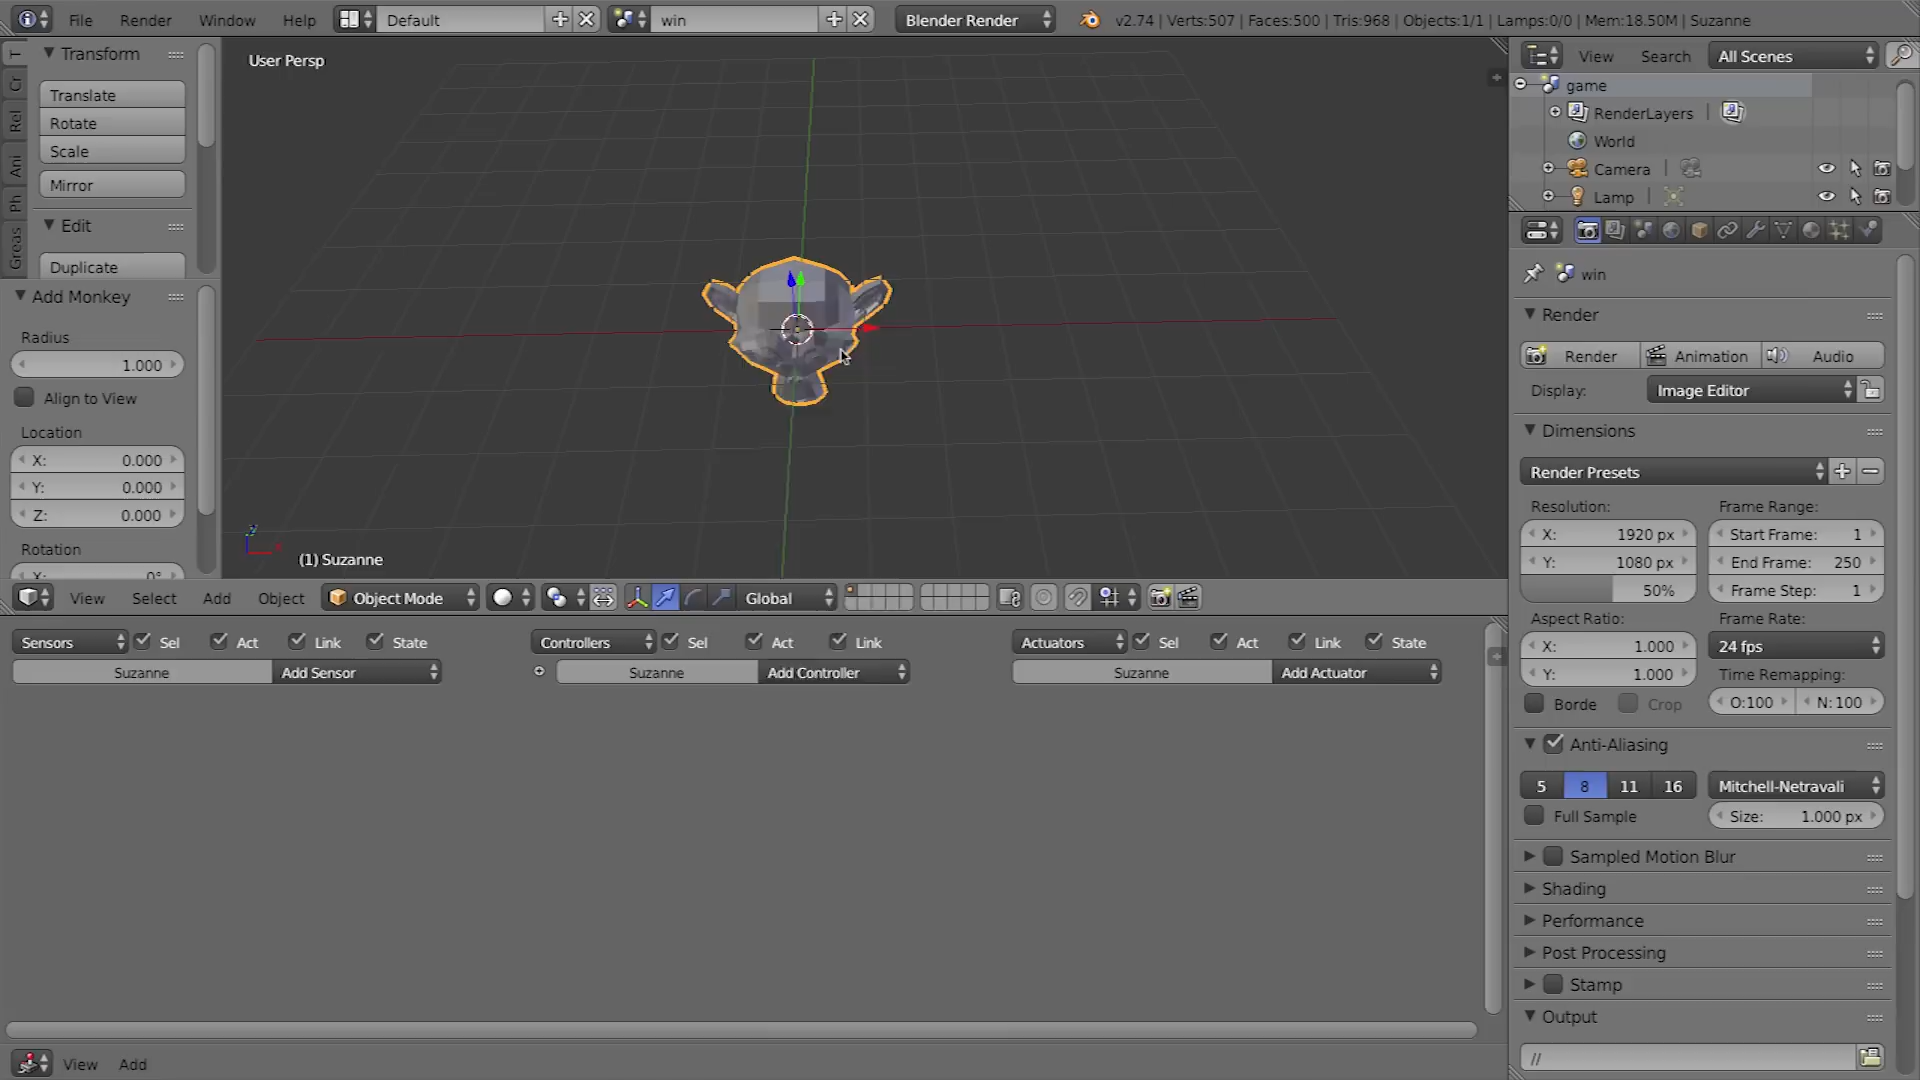 File Render Window Help Default win Blender Render v2.74 | Verts:507 | Faces:500 | Tris:968 | Objects:1/1 | Lamps:0/0 | Mem:18.50M | Suzanne
Transform
Translate
Rotate
Scale
Mirror
Edit
Duplicate
T
Cr
Rel
Ani
Ph
Greas
Add Monkey
Radius
1.000
Align to View
Location
X: 0.000
Y: 0.000
Z: 0.000
Rotation
X: 0°
User Persp
(1) Suzanne
View Select Add Object Object Mode Global
Sensors Sel Act Link State Controllers Sel Act Link Actuators Sel Act Link State
Suzanne Add Sensor Suzanne Add Controller Suzanne Add Actuator
View Add
View Search All Scenes
game
RenderLayers
World
Camera
Lamp
win
Render
Render Animation Audio
Display: Image Editor
Dimensions
Render Presets
Resolution: Frame Range:
X: 1920 px Start Frame: 1
Y: 1080 px End Frame: 250
50% Frame Step: 1
Aspect Ratio: Frame Rate:
X: 1.000 24 fps
Y: 1.000 Time Remapping:
Borde Crop O:100 N:100
Anti-Aliasing
5 8 11 16 Mitchell-Netravali
Full Sample Size: 1.000 px
Sampled Motion Blur
Shading
Performance
Post Processing
Stamp
Output
//